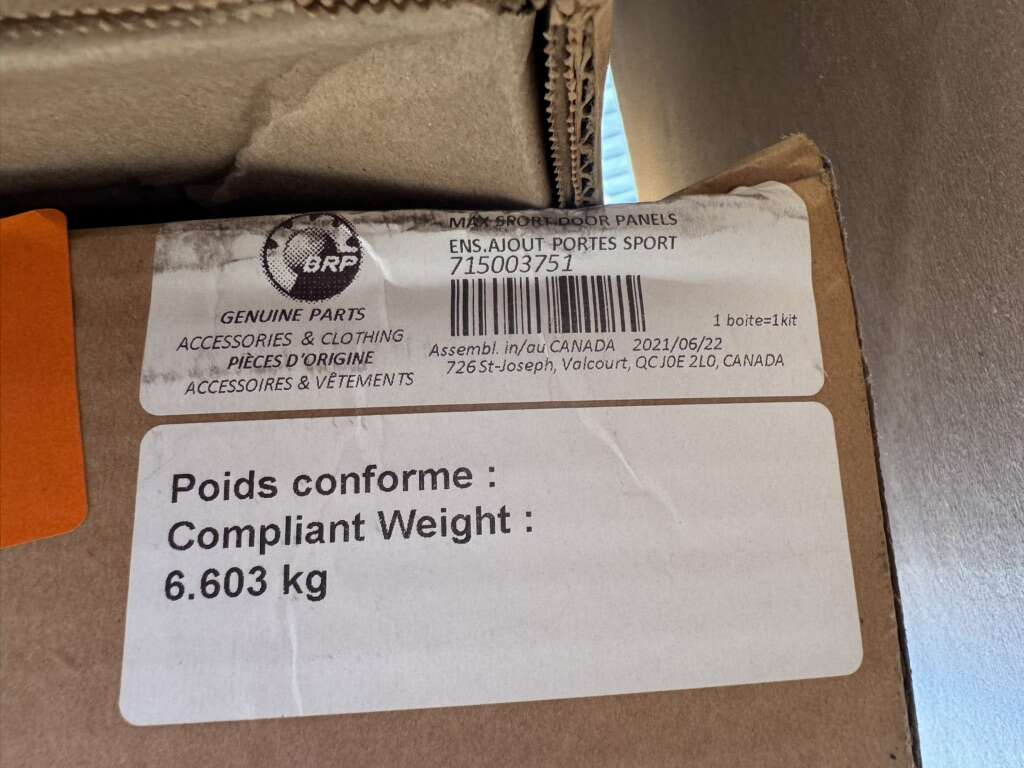 BRP
GENUINE PARTS
ACCESSORIES & CLOTHING
PIÈCES D'ORIGINE
ACCESSOIRES & VÊTEMENTS
MAX SPORT DOOR PANELS
ENS.AJOUT PORTES SPORT
715003751
1 boite=1kit
Assembl. in/au CANADA 2021/06/22
726 St-Joseph, Valcourt, QC J0E 2L0, CANADA
Poids conforme :
Compliant Weight :
6.603 kg